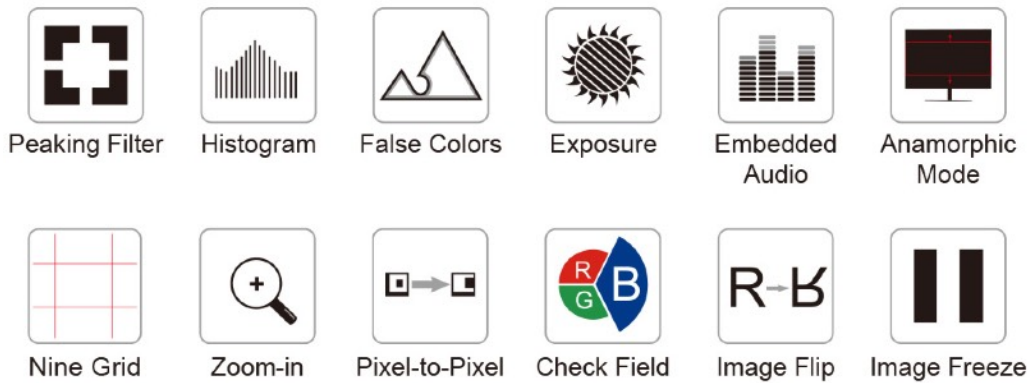 Peaking Filter
Histogram
False Colors
Exposure
Embedded
Audio
Anamorphic
Mode
R
G
B
R
R
Nine Grid
Zoom-in
Pixel-to-Pixel
Check Field
Image Flip
Image Freeze